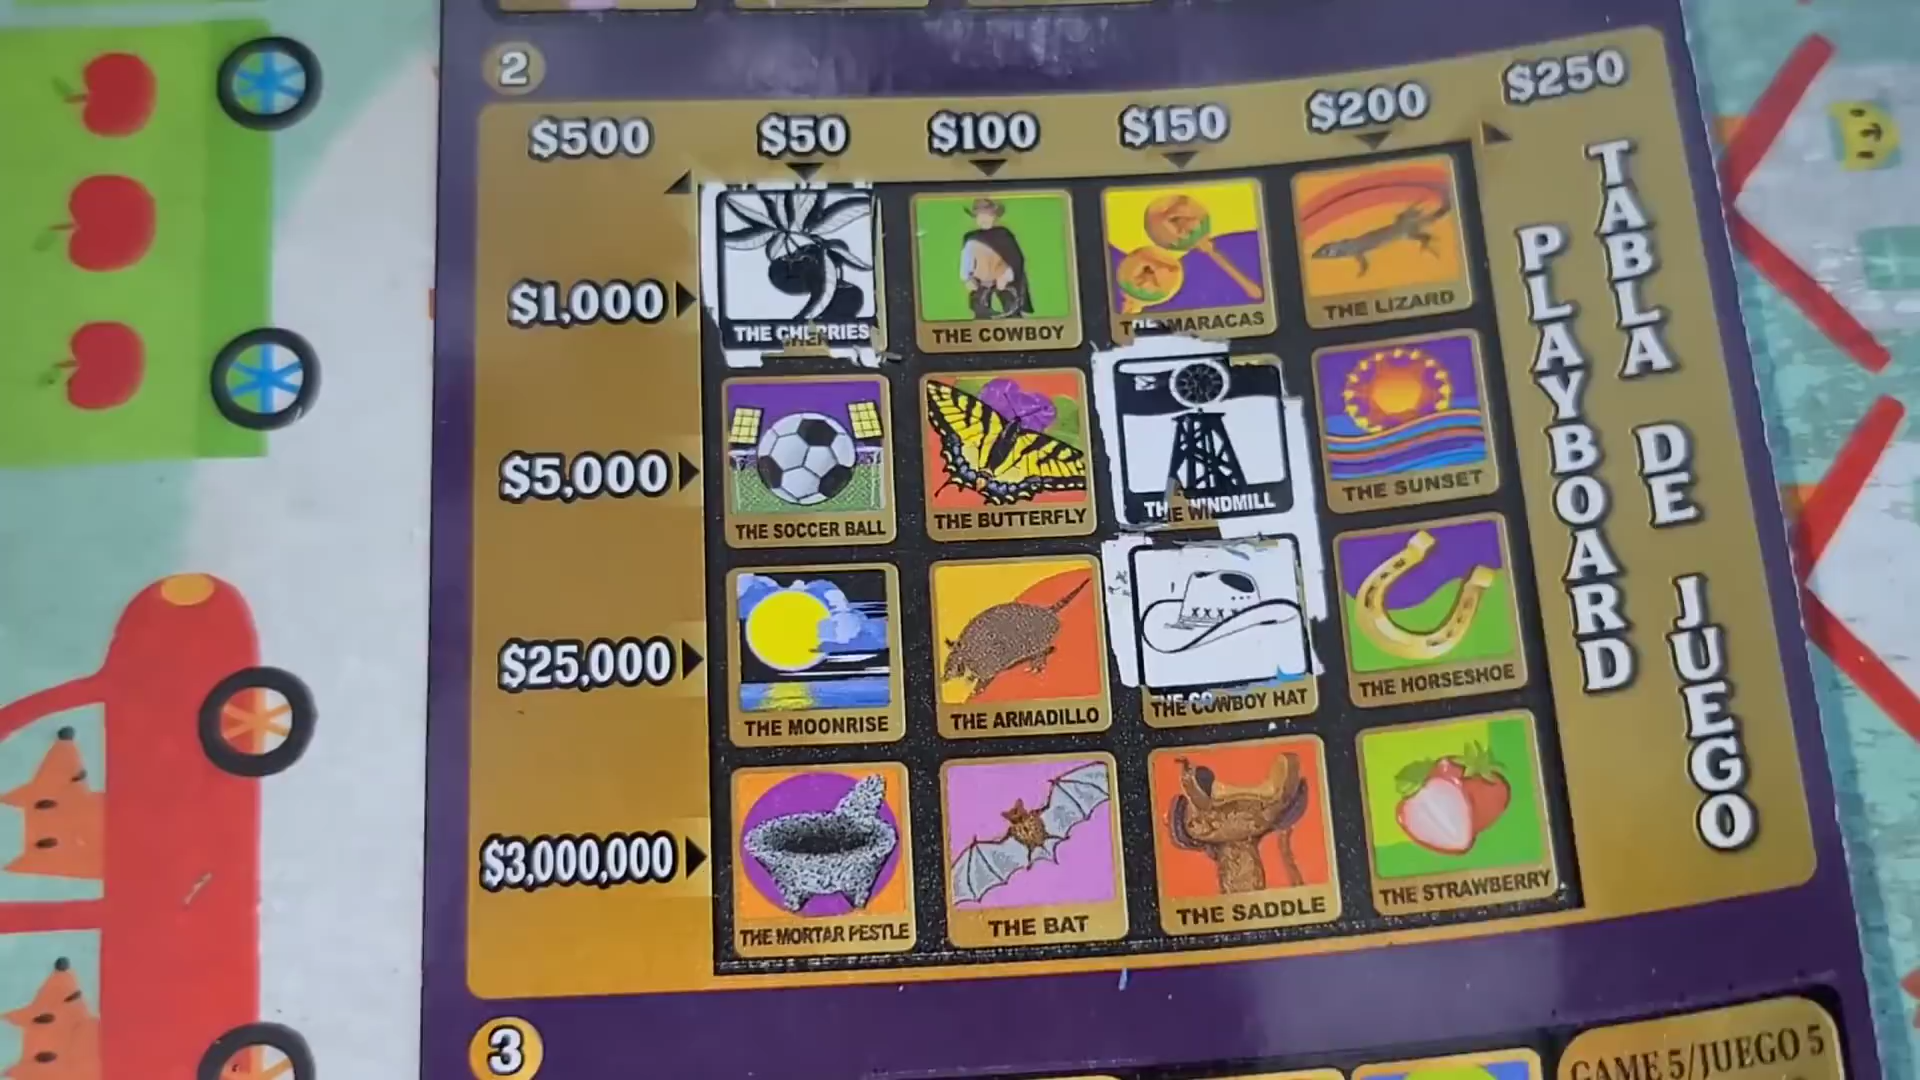 2
$500 $50 $100 $150 $200 $250
$1,000
THE CHERRIES THE COWBOY THE MARACAS THE LIZARD
$5,000
THE SOCCER BALL THE BUTTERFLY THE WINDMILL THE SUNSET
$25,000
THE MOONRISE THE ARMADILLO THE COWBOY HAT THE HORSESHOE
$3,000,000
THE MORTAR PESTLE THE BAT THE SADDLE THE STRAWBERRY
PLAYBOARD
TABLA DE JUEGO
3
GAME 5/JUEGO 5